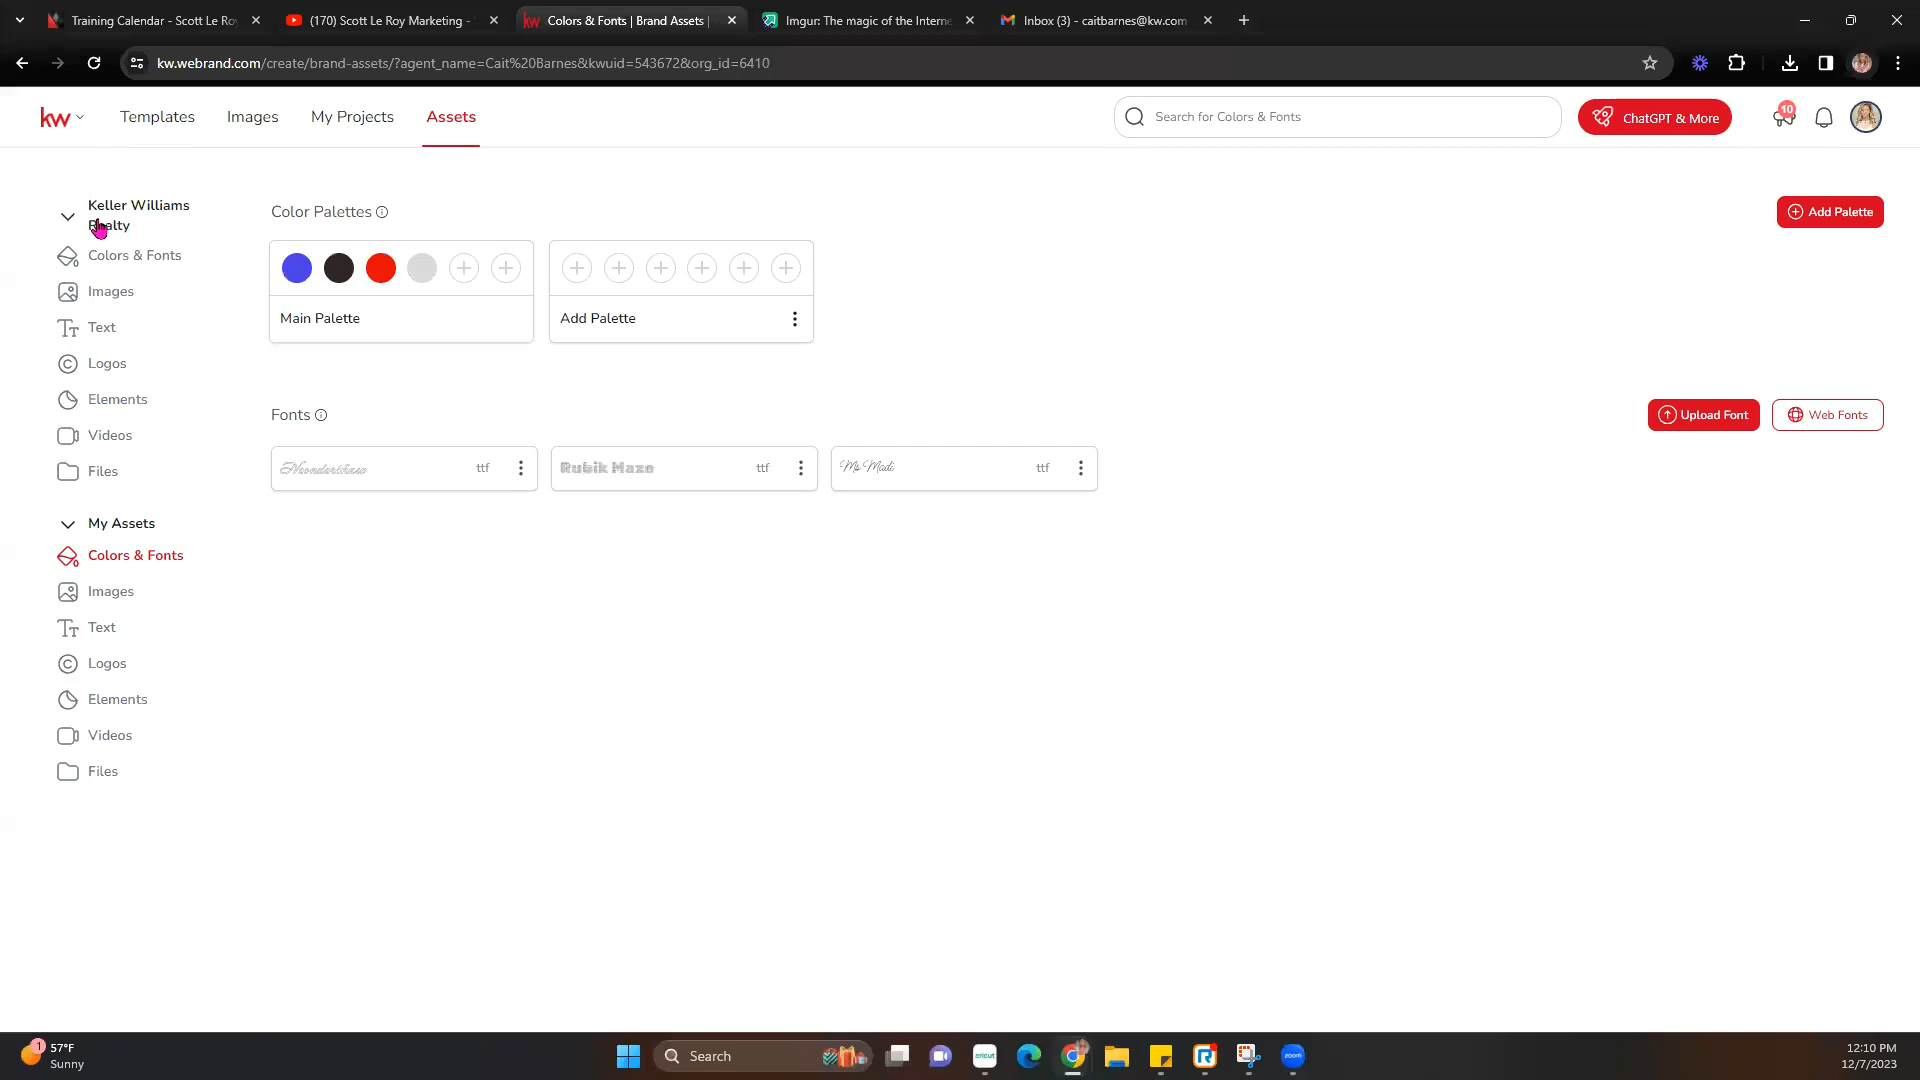 Training Calendar - Scott Le Ro
(170) Scott Le Roy Marketing -
Colors & Fonts | Brand Assets |
Imgur: The magic of the Interne
Inbox (3) - caitbarnes@kw.com
kw.webrand.com/create/brand-assets/?agent_name=Cait%20Barnes&kwuid=543672&org_id=6410
kw
Templates
Images
My Projects
Assets
Search for Colors & Fonts
ChatGPT & More
10
Keller Williams
Realty
Colors & Fonts
Images
Text
Logos
Elements
Videos
Files
My Assets
Colors & Fonts
Images
Text
Logos
Elements
Videos
Files
Color Palettes
Add Palette
Main Palette
Add Palette
Fonts
Upload Font
Web Fonts
Neonderthaw ttf
Rubik Maze ttf
Ms Madi ttf
1
57°F
Sunny
Search
cricut
zoom
12:10 PM
12/7/2023